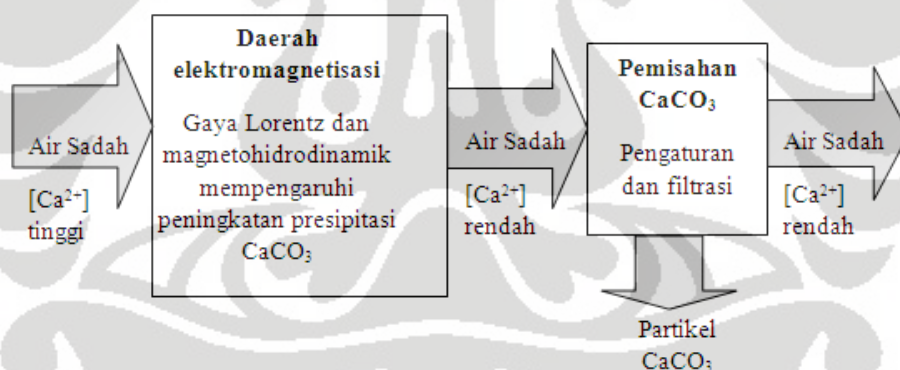 Air Sadah
[Ca²⁺]
tinggi
Daerah
elektromagnetisasi
Gaya Lorentz dan
magnetohidrodinamik
mempengaruhi
peningkatan presipitasi
CaCO₃
Air Sadah
[Ca²⁺]
rendah
Pemisahan
CaCO₃
Pengaturan
dan filtrasi
Air Sadah
[Ca²⁺]
rendah
Partikel
CaCO₃